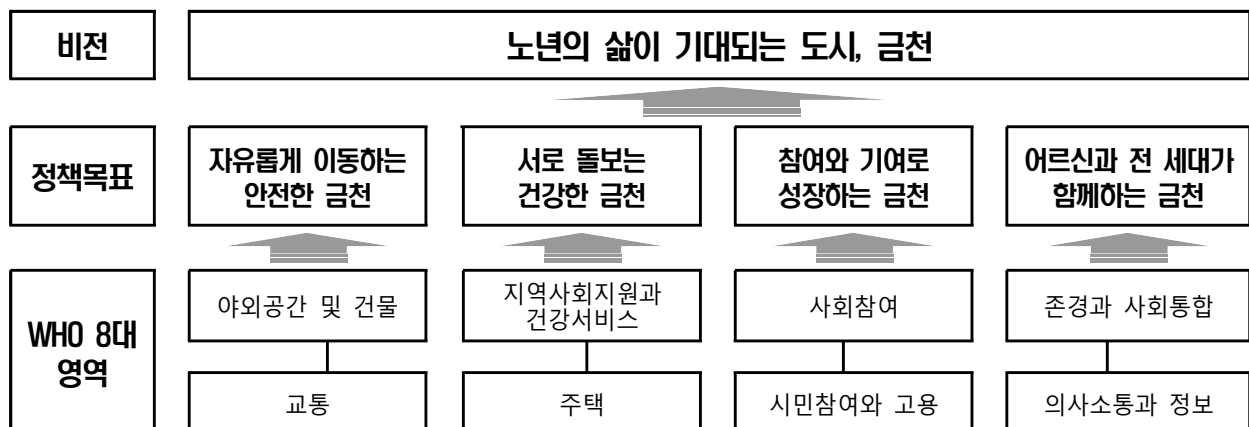 비전
노년의 삶이 기대되는 도시, 금천
정책목표
자유롭게 이동하는
안전한 금천
서로 돌보는
건강한 금천
참여와 기여로
성장하는 금천
어르신과 전 세대가
함께하는 금천
WHO 8대
영역
야외공간 및 건물
지역사회지원과
건강서비스
사회참여
존경과 사회통합
교통
주택
시민참여와 고용
의사소통과 정보